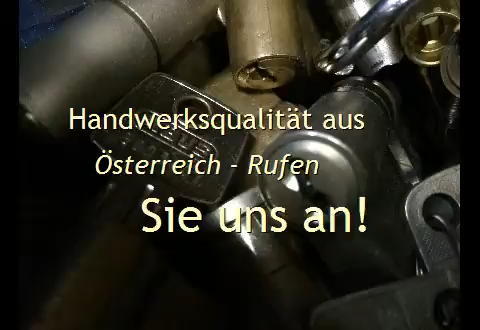 Handwerksqualität aus
Österreich - Rufen
Sie uns an!